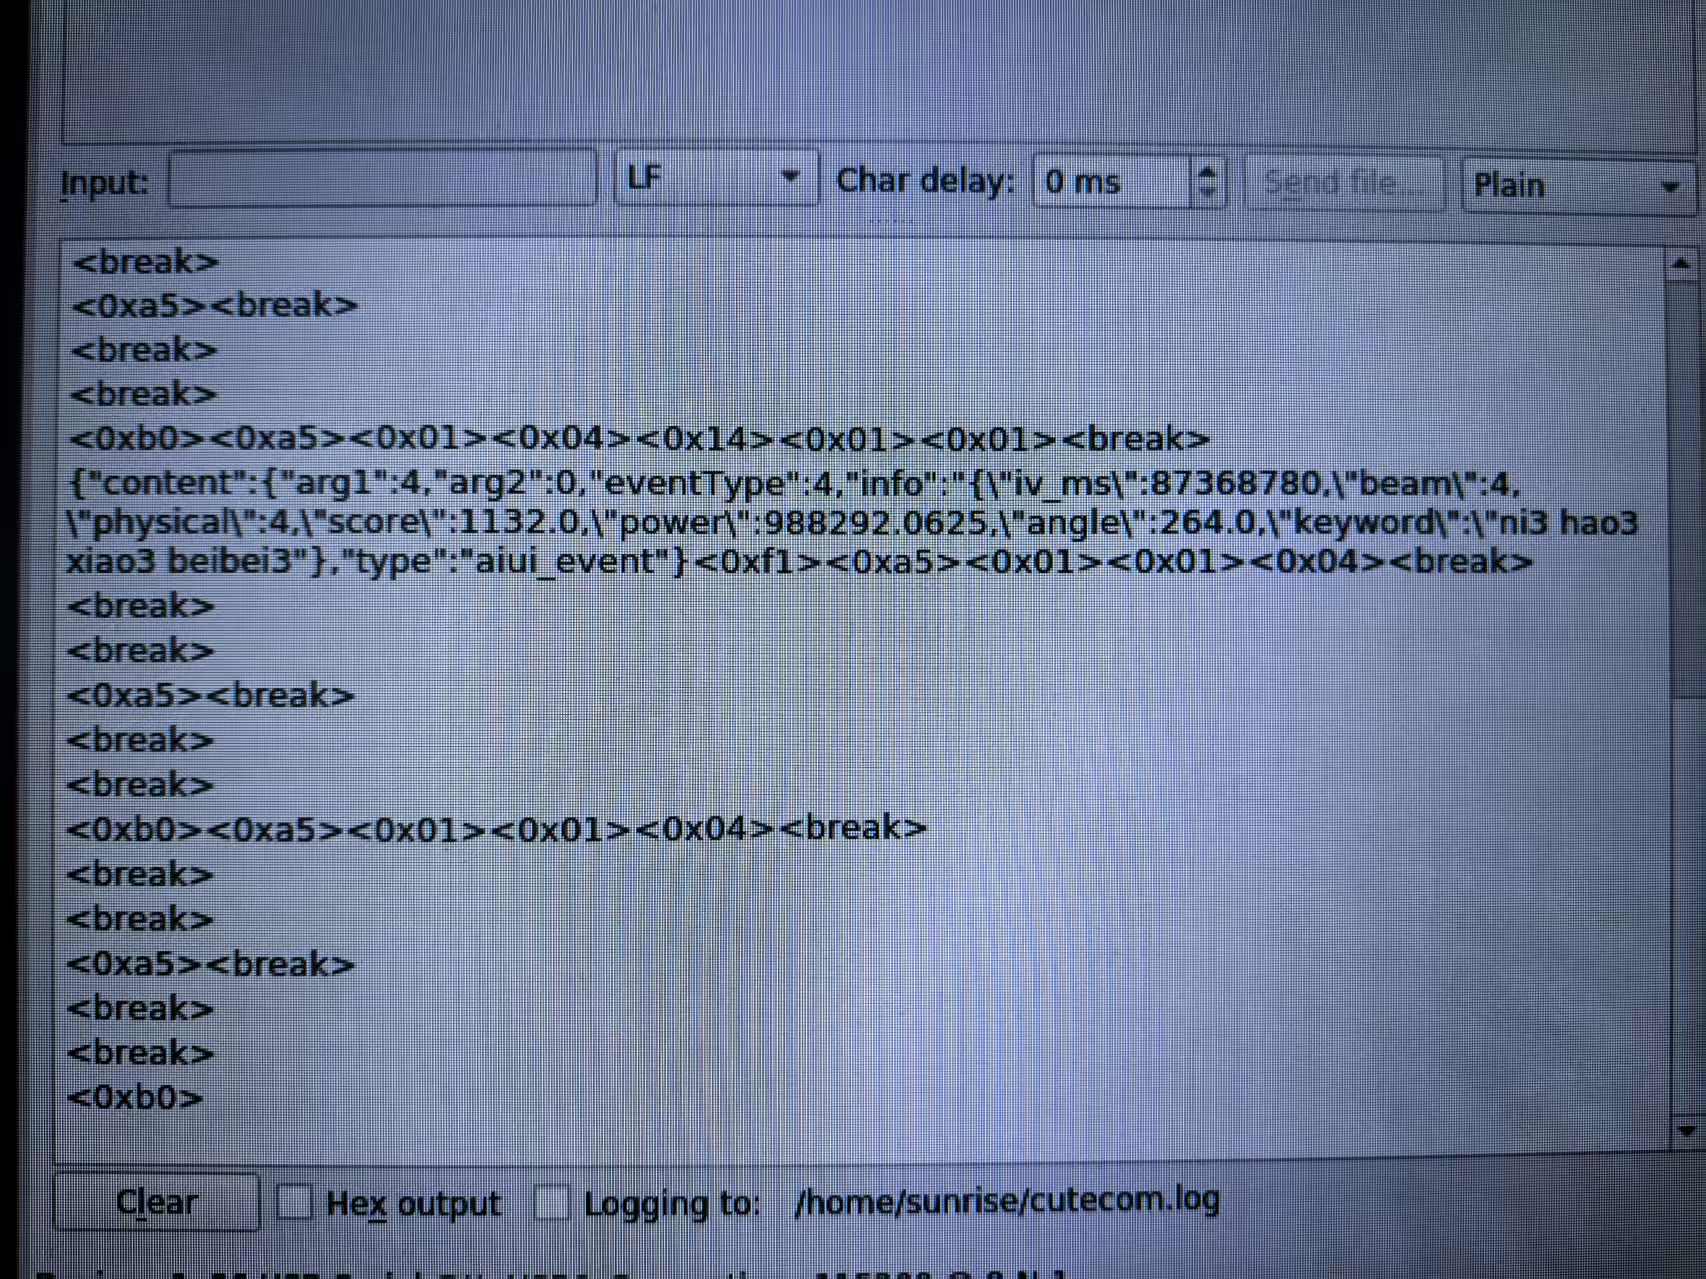 Input: LF Char delay: 0 ms Send file... Plain
<break>
<0xa5><break>
<break>
<break>
<0xb0><0xa5><0x01><0x04><0x14><0x01><0x01><break>
{"content":{"arg1":4,"arg2":0,"eventType":4,"info":"{\"iv_ms\":87368780,\"beam\":4,
\"physical\":4,\"score\":1132.0,\"power\":988292.0625,\"angle\":264.0,\"keyword\":\"ni3 hao3
xiao3 beibei3"},"type":"aiui_event"}<0xf1><0xa5><0x01><0x01><0x04><break>
<break>
<break>
<0xa5><break>
<break>
<break>
<0xb0><0xa5><0x01><0x01><0x04><break>
<break>
<break>
<0xa5><break>
<break>
<break>
<0xb0>
Clear Hex output Logging to: /home/sunrise/cutecom.log